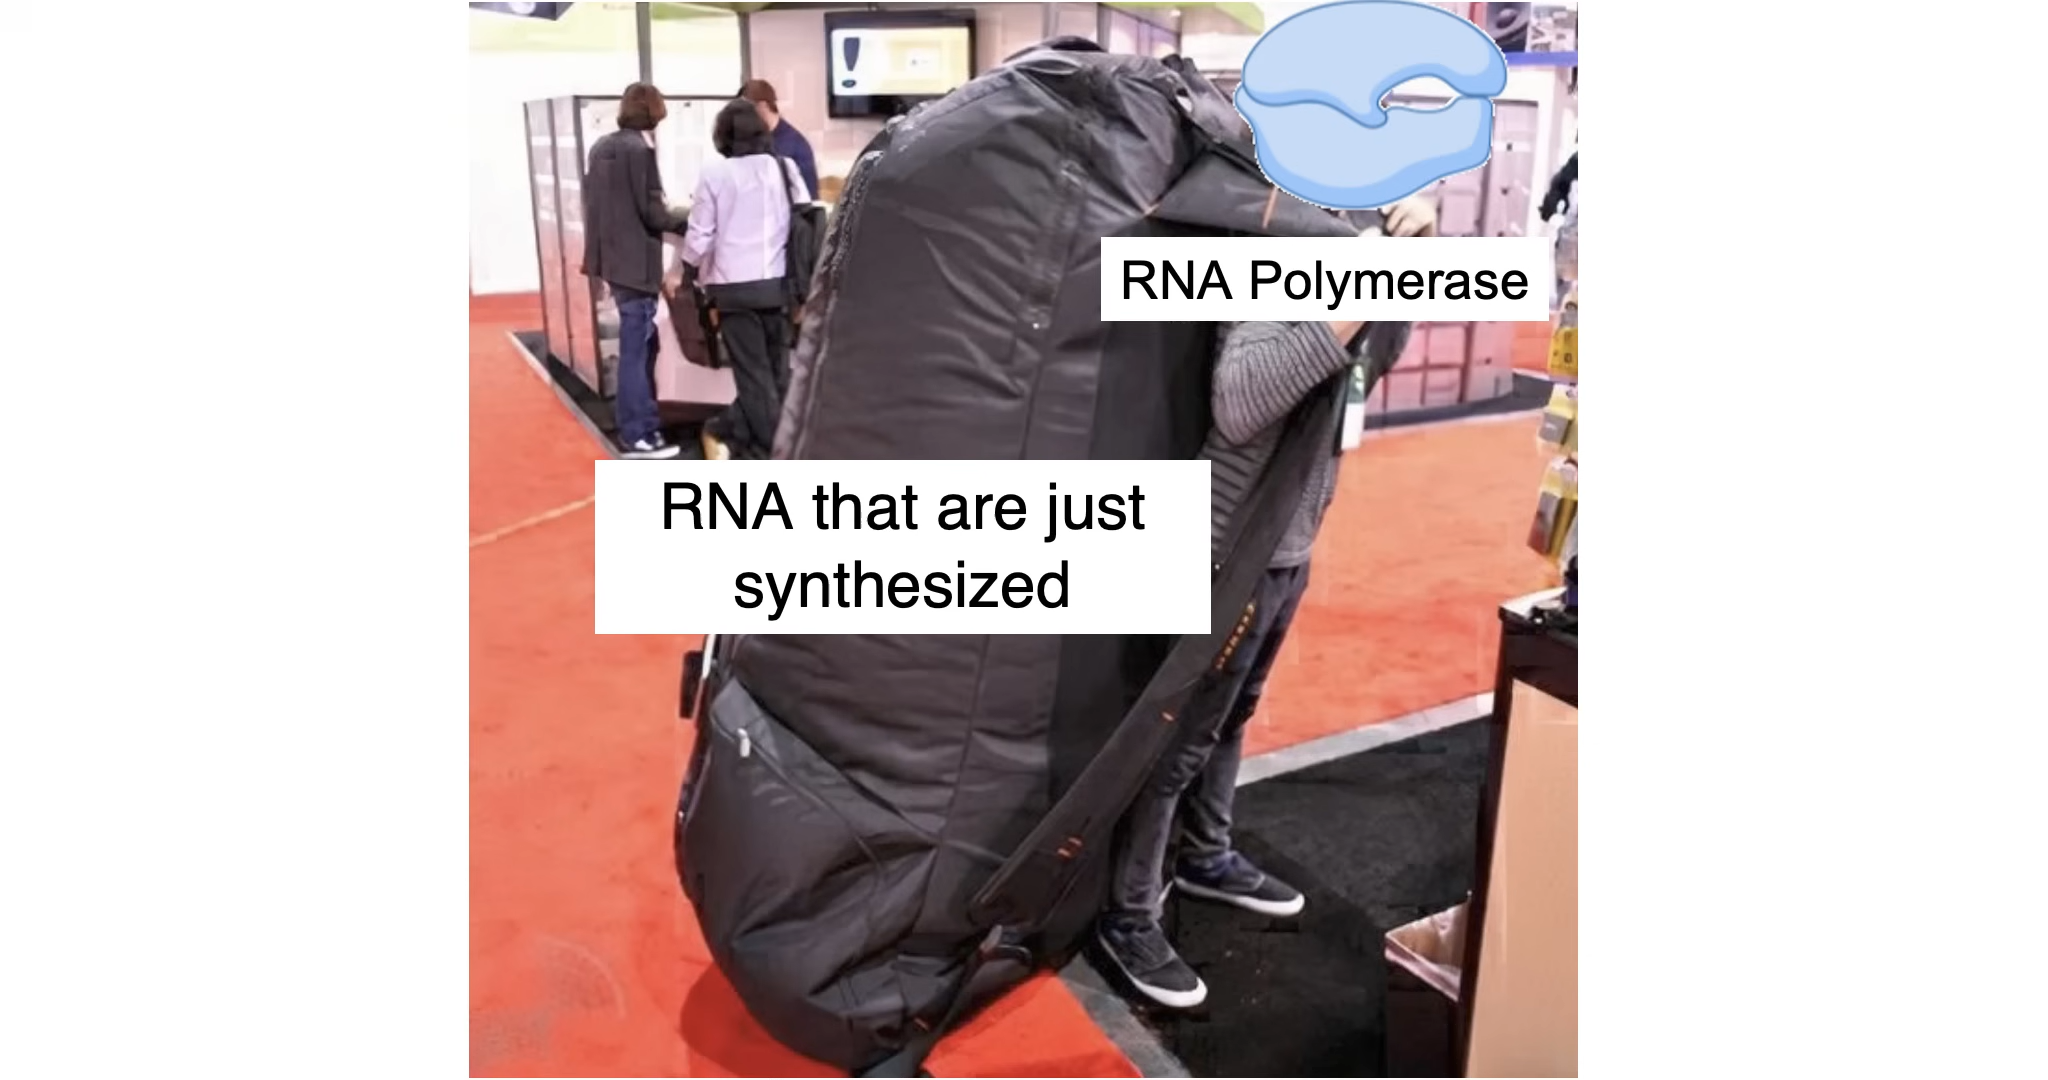 RNA Polymerase
RNA that are just
synthesized